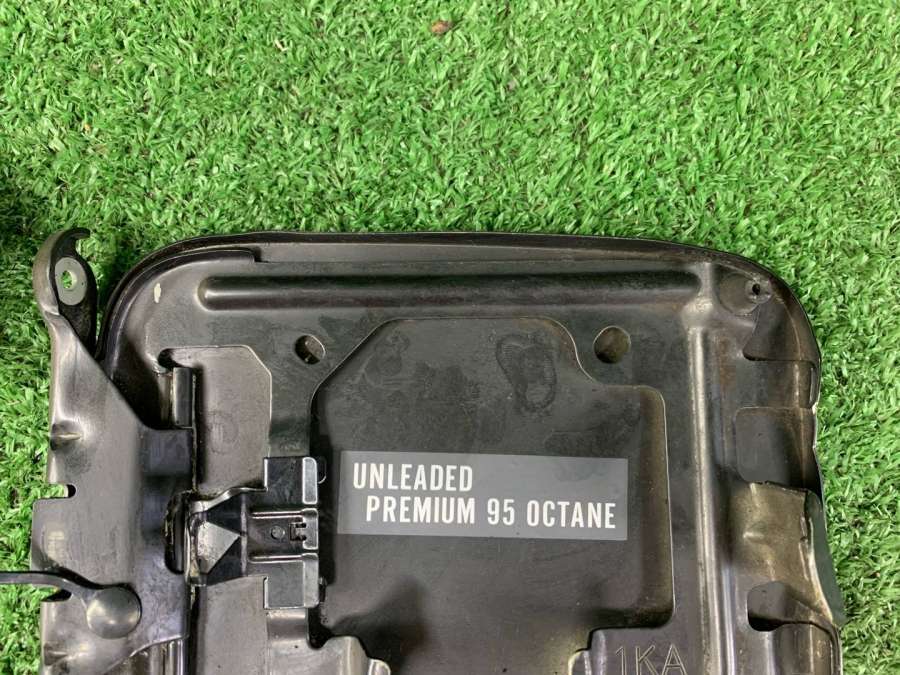 UNLEADED
PREMIUM 95 OCTANE
1KA